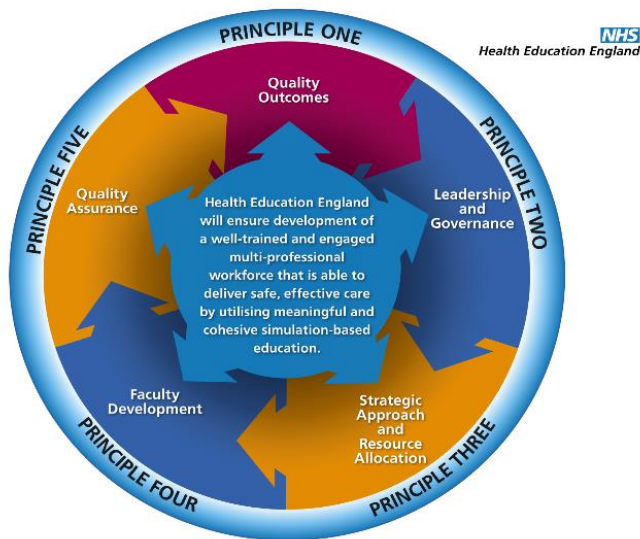 PRINCIPLE ONE
NHS
Health Education England
Quality
Outcomes
PRINCIPLE TWO
Leadership
and
Governance
PRINCIPLE THREE
Strategic
Approach
and
Resource
Allocation
PRINCIPLE FOUR
Faculty
Development
PRINCIPLE FIVE
Quality
Assurance
Health Education England
will ensure development of
a well-trained and engaged
multi-professional
workforce that is able to
deliver safe, effective care
by utilising meaningful and
cohesive simulation-based
education.